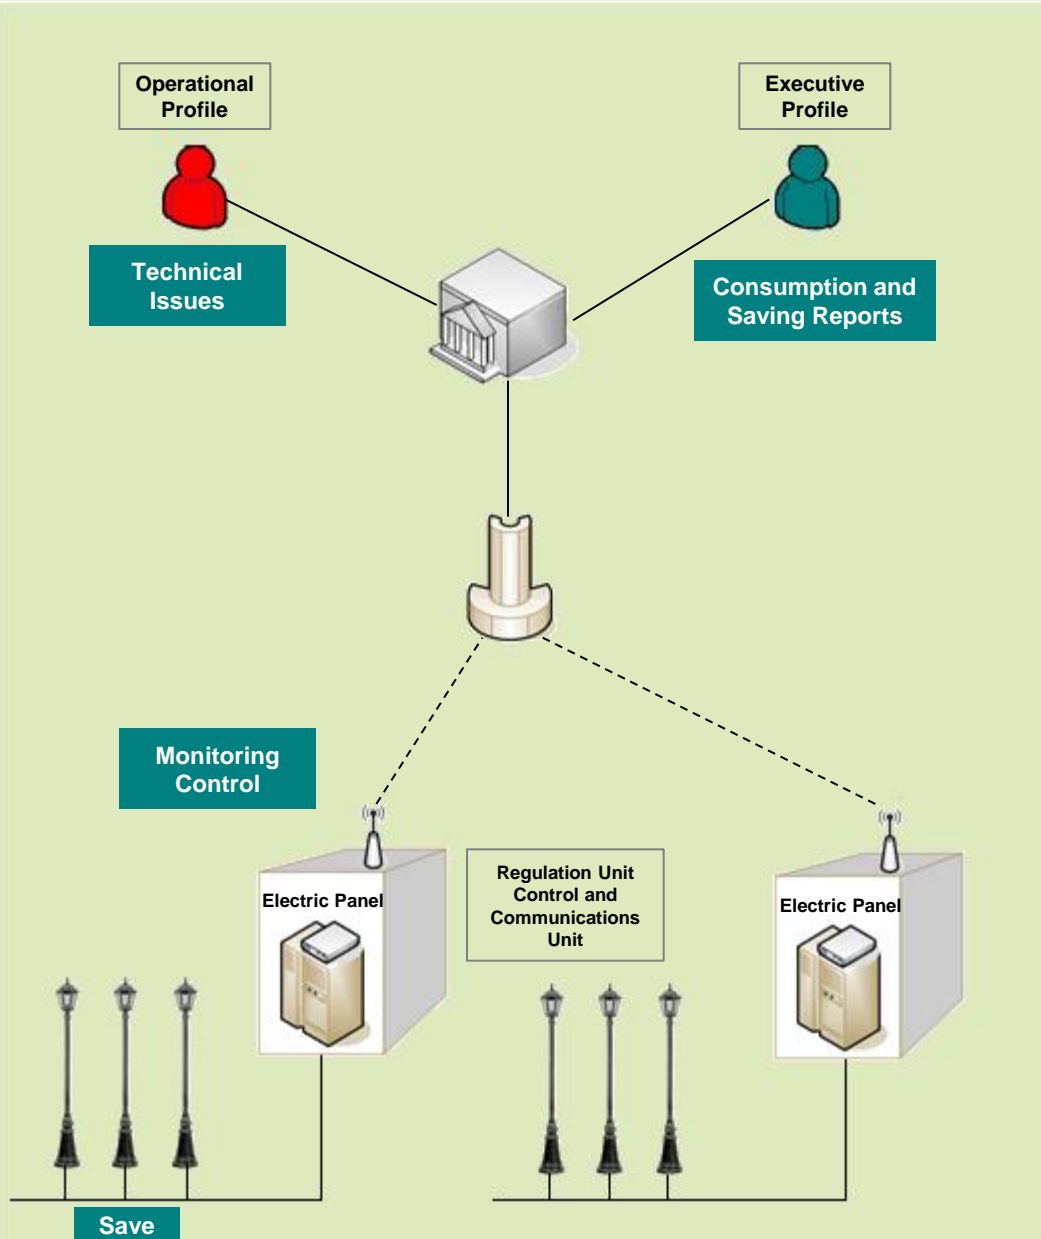 Operational
Profile
Executive
Profile
Technical
Issues
Consumption and
Saving Reports
Monitoring
Control
Electric Panel
Regulation Unit
Control and
Communications
Unit
Electric Panel
Save